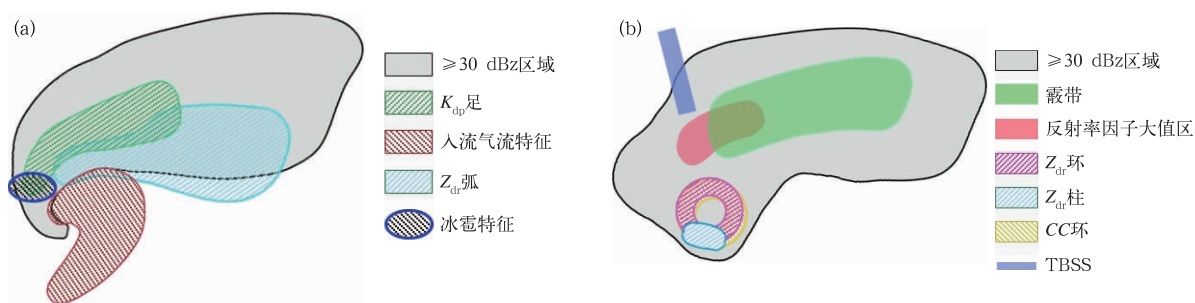 (a)
≥30 dBz区域
Kdp足
入流气流特征
Zdr弧
冰雹特征
(b)
≥30 dBz区域
霰带
反射率因子大值区
Zdr环
Zdr柱
CC环
TBSS